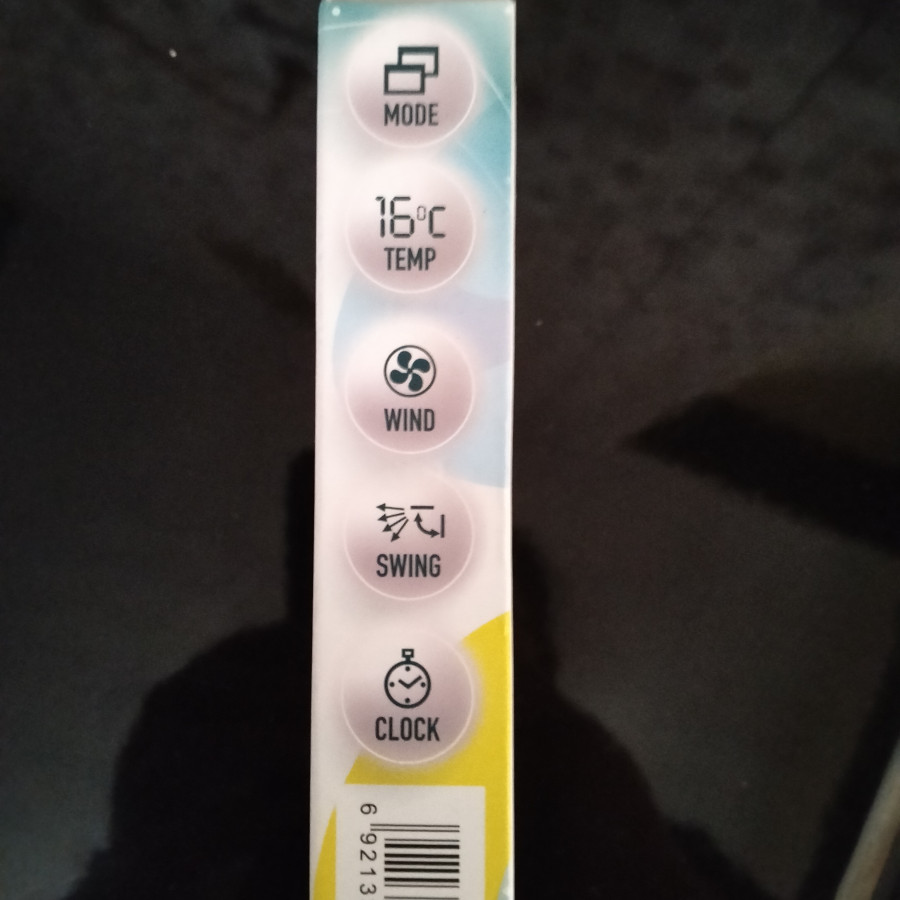 MODE
16°C
TEMP
WIND
SWING
CLOCK
6 9213